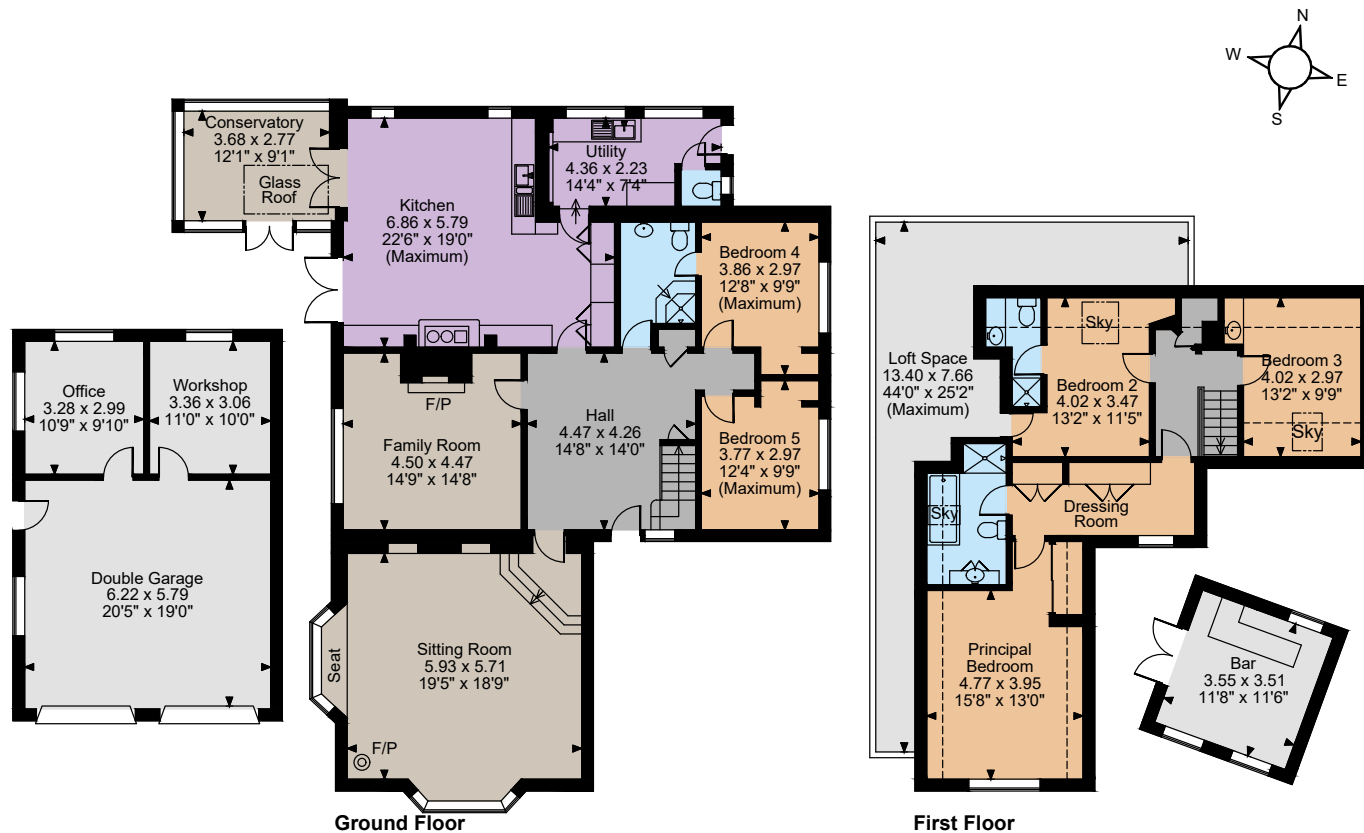 N
W
E
S
Conservatory
3.68 x 2.77
12'1" x 9'1"
Glass
Roof
Kitchen
6.86 x 5.79
22'6" x 19'0"
(Maximum)
Utility
4.36 x 2.23
14'4" x 7'4"
Bedroom 4
3.86 x 2.97
12'8" x 9'9"
(Maximum)
Office
3.28 x 2.99
10'9" x 9'10"
Workshop
3.36 x 3.06
11'0" x 10'0"
F/P
Family Room
4.50 x 4.47
14'9" x 14'8"
Hall
4.47 x 4.26
14'8" x 14'0"
Bedroom 5
3.77 x 2.97
12'4" x 9'9"
(Maximum)
Double Garage
6.22 x 5.79
20'5" x 19'0"
Seat
Sitting Room
5.93 x 5.71
19'5" x 18'9"
F/P
Ground Floor
Loft Space
13.40 x 7.66
44'0" x 25'2"
(Maximum)
Sky
Bedroom 2
4.02 x 3.47
13'2" x 11'5"
Bedroom 3
4.02 x 2.97
13'2" x 9'9"
Sky
Sky
Dressing
Room
Principal
Bedroom
4.77 x 3.95
15'8" x 13'0"
Bar
3.55 x 3.51
11'8" x 11'6"
First Floor